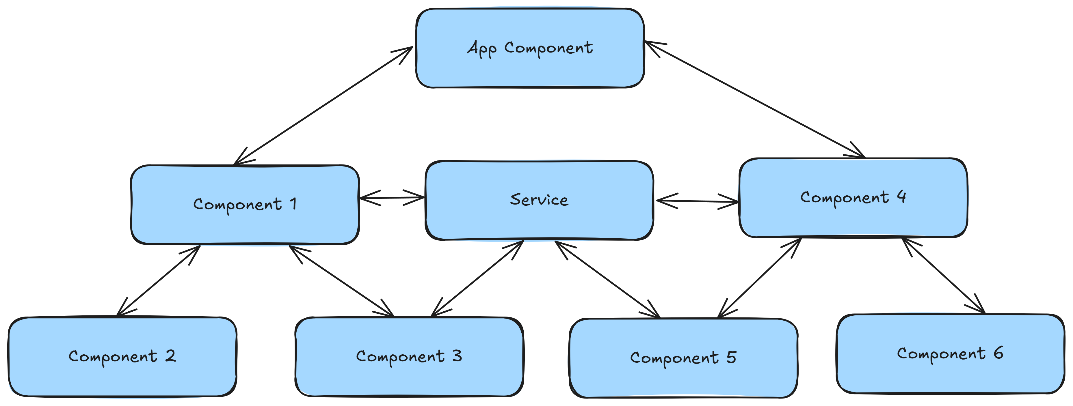 App Component
Component 1
Service
Component 4
Component 2
Component 3
Component 5
Component 6